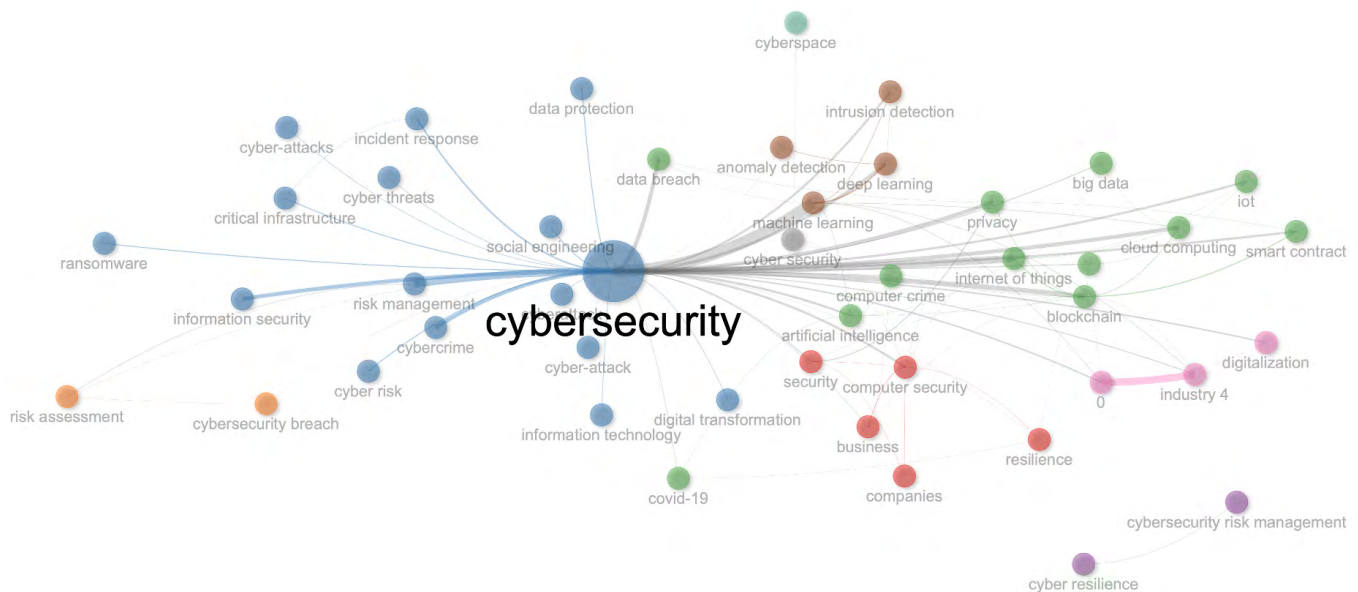 cyberspace
data protection
intrusion detection
cyber-attacks
incident response
data breach
anomaly detection
deep learning
big data
iot
cyber threats
critical infrastructure
machine learning
privacy
social engineering
cyber security
cloud computing
smart contract
ransomware
internet of things
risk management
computer crime
information security
blockchain
cybersecurity
artificial intelligence
cybercrime
cyber-attack
security
computer security
digitalization
cyber risk
0
industry 4
risk assessment
cybersecurity breach
information technology
digital transformation
business
resilience
covid-19
companies
cybersecurity risk management
cyber resilience